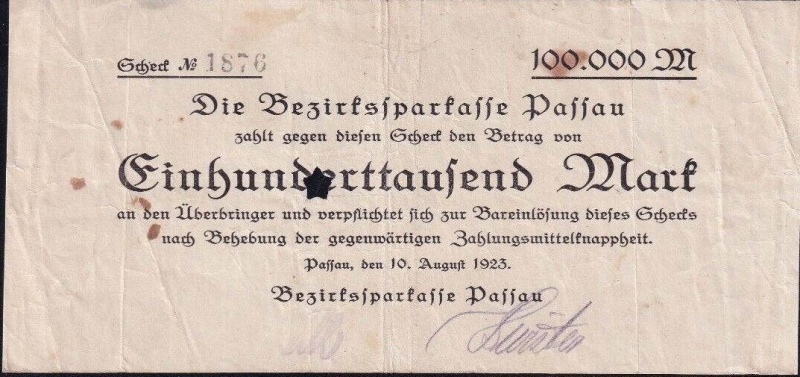 Scheck № 1876
100.000 M
Die Bezirkssparkasse Passau
zahlt gegen diesen Scheck den Betrag von
Einhunderttausend Mark
an den Überbringer und verpflichtet sich zur Bareinlösung dieses Schecks
nach Behebung der gegenwärtigen Zahlungsmittelknappheit.
Passau, den 10. August 1923.
Bezirkssparkasse Passau